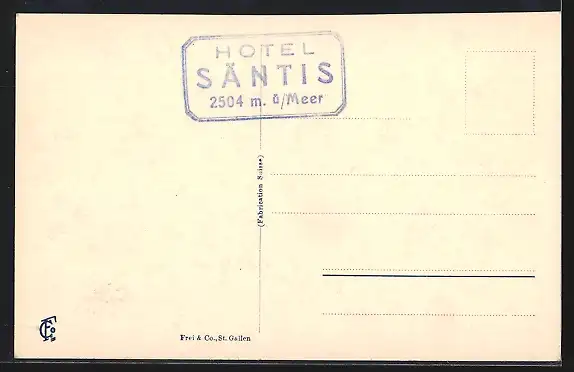 HOTEL
SÄNTIS
2504 m. ü/Meer
(Fabrication Suisse)
Frei & Co., St. Gallen